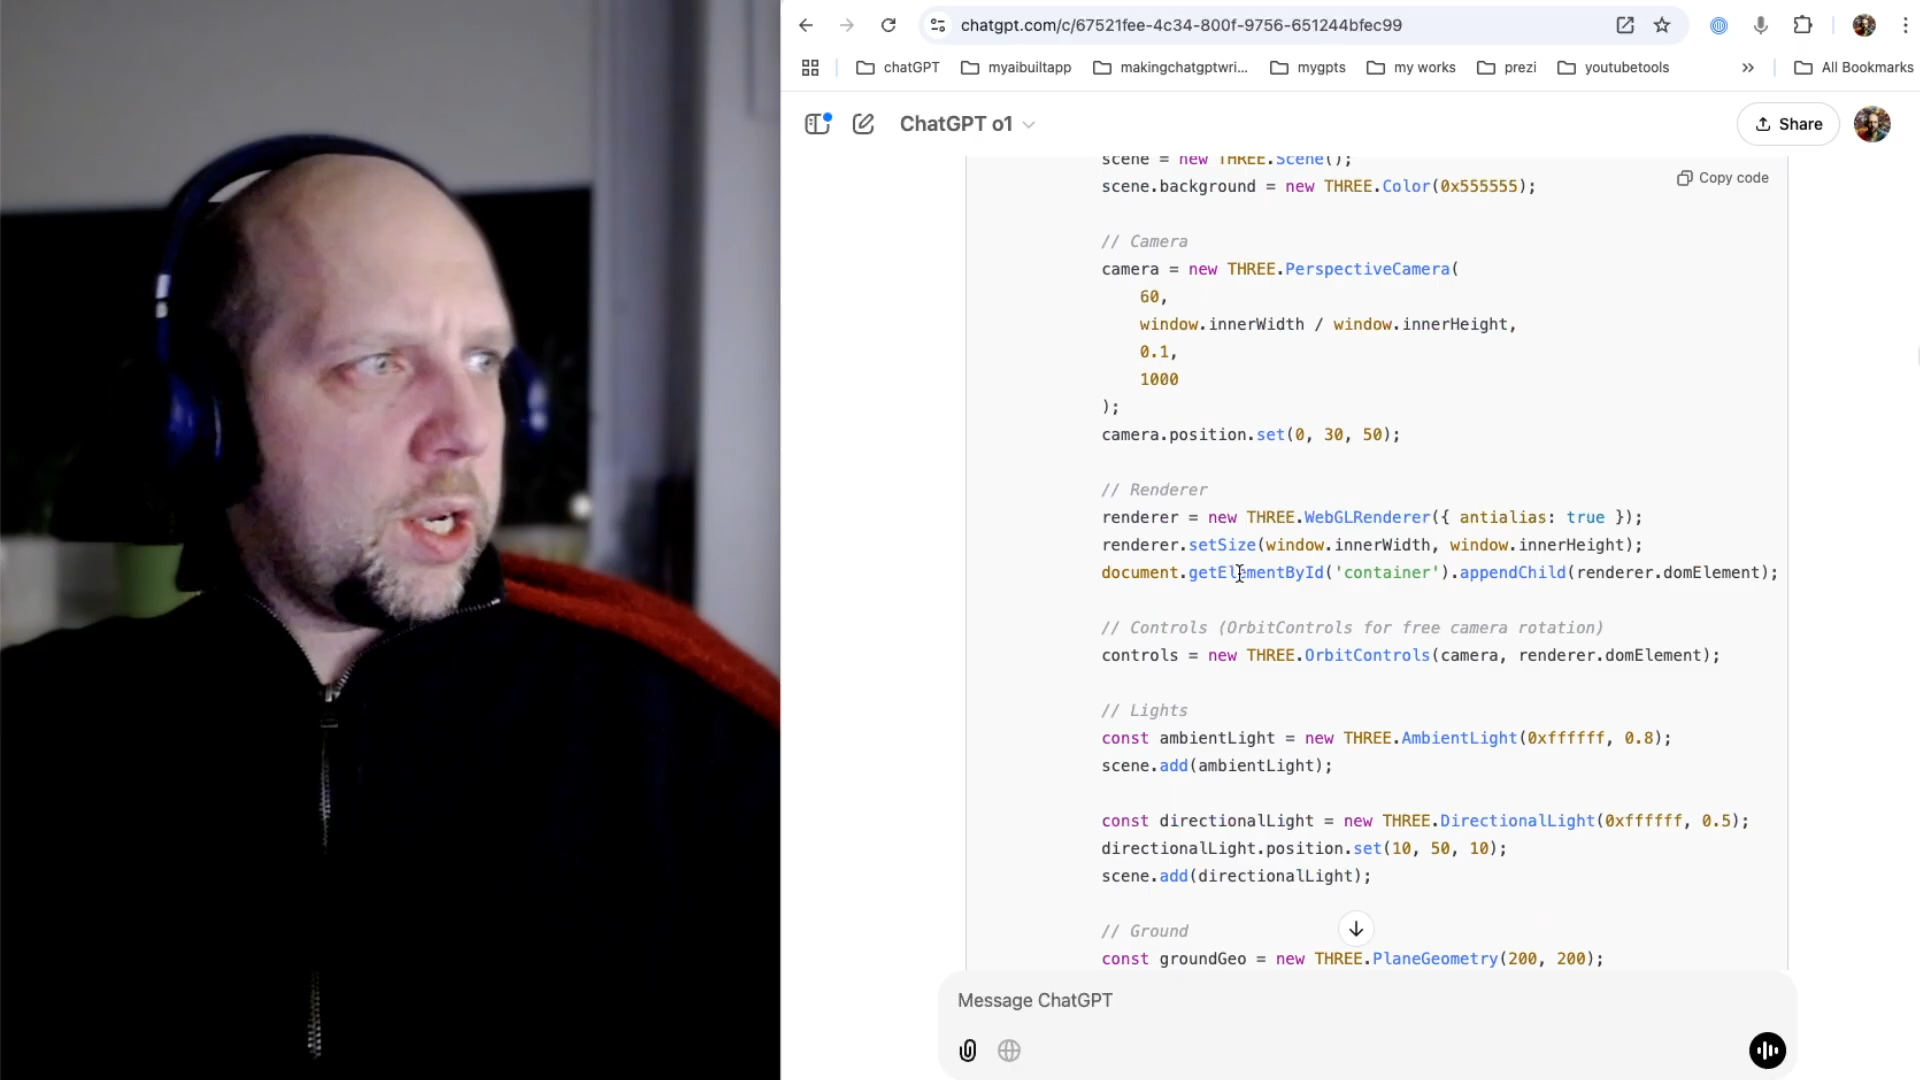 chatgpt.com/c/67521fee-4c34-800f-9756-651244bfec99
chatGPT myaibuiltapp makingchatgptwri... mygpts my works prezi youtubetools » All Bookmarks
ChatGPT o1
Share
scene = new THREE.Scene();
Copy code
scene.background = new THREE.Color(0x555555);
// Camera
camera = new THREE.PerspectiveCamera(
60,
window.innerWidth / window.innerHeight,
0.1,
1000
);
camera.position.set(0, 30, 50);
// Renderer
renderer = new THREE.WebGLRenderer({ antialias: true });
renderer.setSize(window.innerWidth, window.innerHeight);
document.getElementById('container').appendChild(renderer.domElement);
// Controls (OrbitControls for free camera rotation)
controls = new THREE.OrbitControls(camera, renderer.domElement);
// Lights
const ambientLight = new THREE.AmbientLight(0xffffff, 0.8);
scene.add(ambientLight);
const directionalLight = new THREE.DirectionalLight(0xffffff, 0.5);
directionalLight.position.set(10, 50, 10);
scene.add(directionalLight);
// Ground
const groundGeo = new THREE.PlaneGeometry(200, 200);
Message ChatGPT